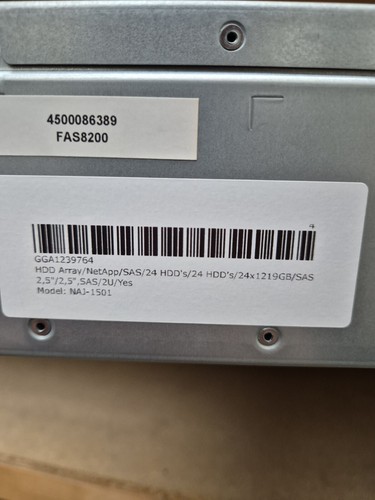 4500086389
FAS8200
GGA1239764
HDD Array/NetApp/SAS/24 HDD's/24 HDD's/24x1219GB/SAS
2,5"/2,5",SAS/2U/Yes
Model: NAJ-1501